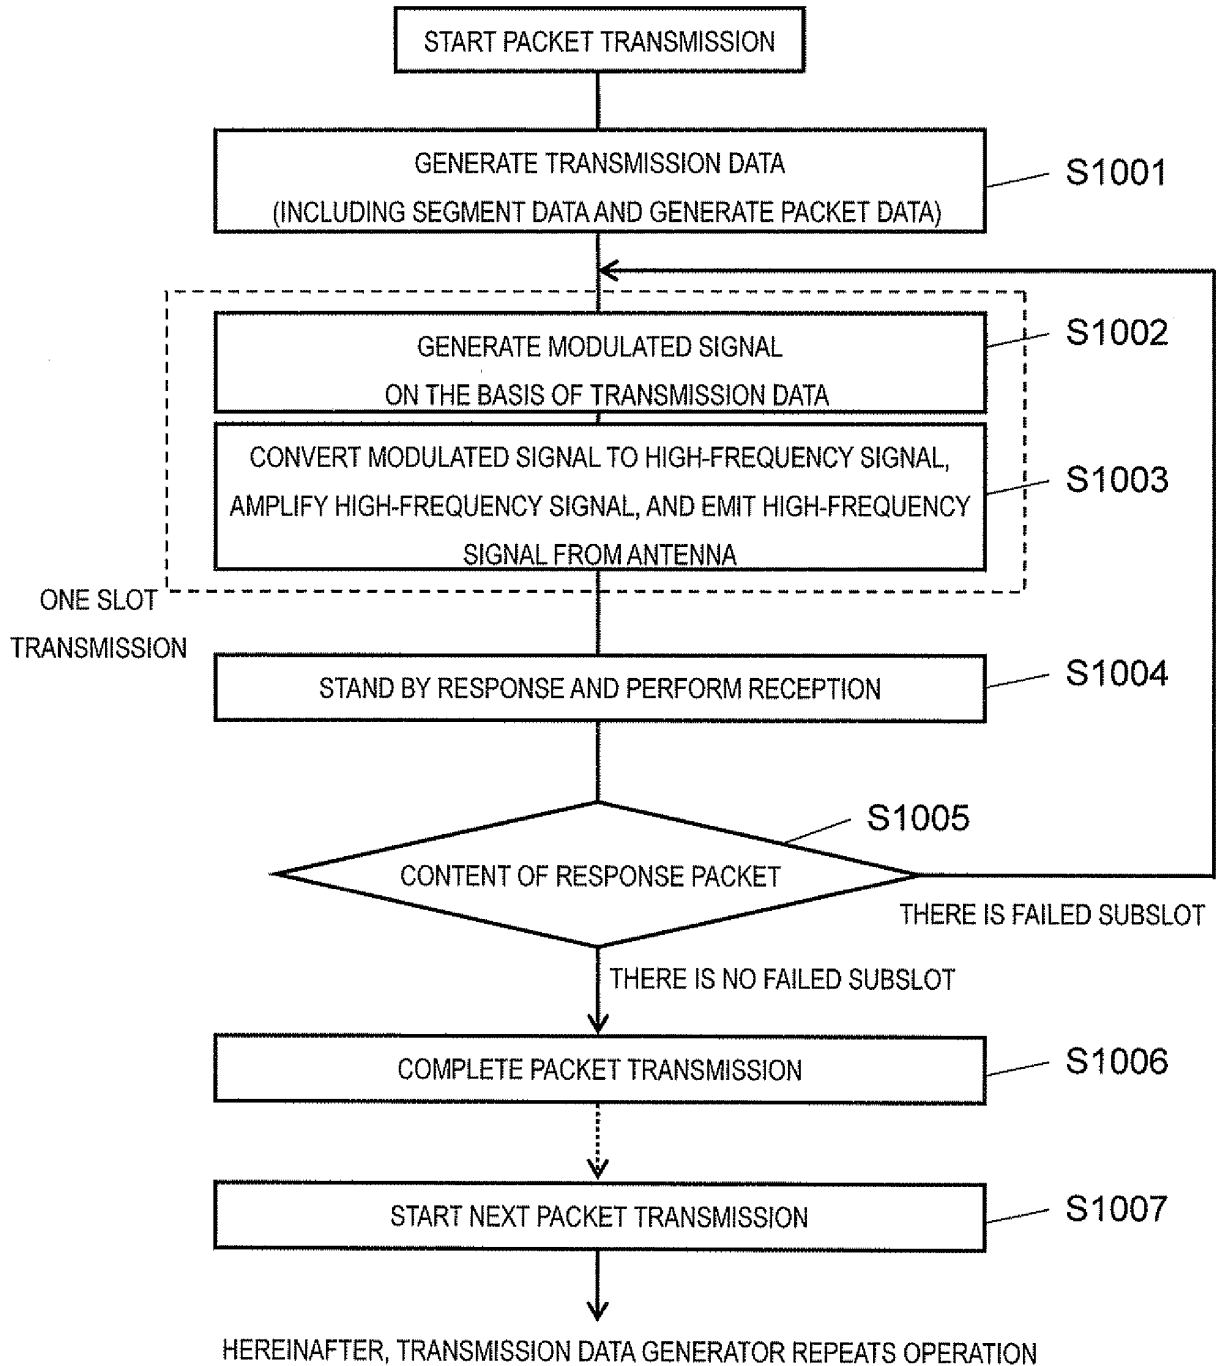 START PACKET TRANSMISSION
GENERATE TRANSMISSION DATA
(INCLUDING SEGMENT DATA AND GENERATE PACKET DATA)
S1001
GENERATE MODULATED SIGNAL
ON THE BASIS OF TRANSMISSION DATA
S1002
CONVERT MODULATED SIGNAL TO HIGH-FREQUENCY SIGNAL,
AMPLIFY HIGH-FREQUENCY SIGNAL, AND EMIT HIGH-FREQUENCY
SIGNAL FROM ANTENNA
S1003
ONE SLOT
TRANSMISSION
STAND BY RESPONSE AND PERFORM RECEPTION
S1004
S1005
CONTENT OF RESPONSE PACKET
THERE IS FAILED SUBSLOT
THERE IS NO FAILED SUBSLOT
COMPLETE PACKET TRANSMISSION
S1006
START NEXT PACKET TRANSMISSION
S1007
HEREINAFTER, TRANSMISSION DATA GENERATOR REPEATS OPERATION